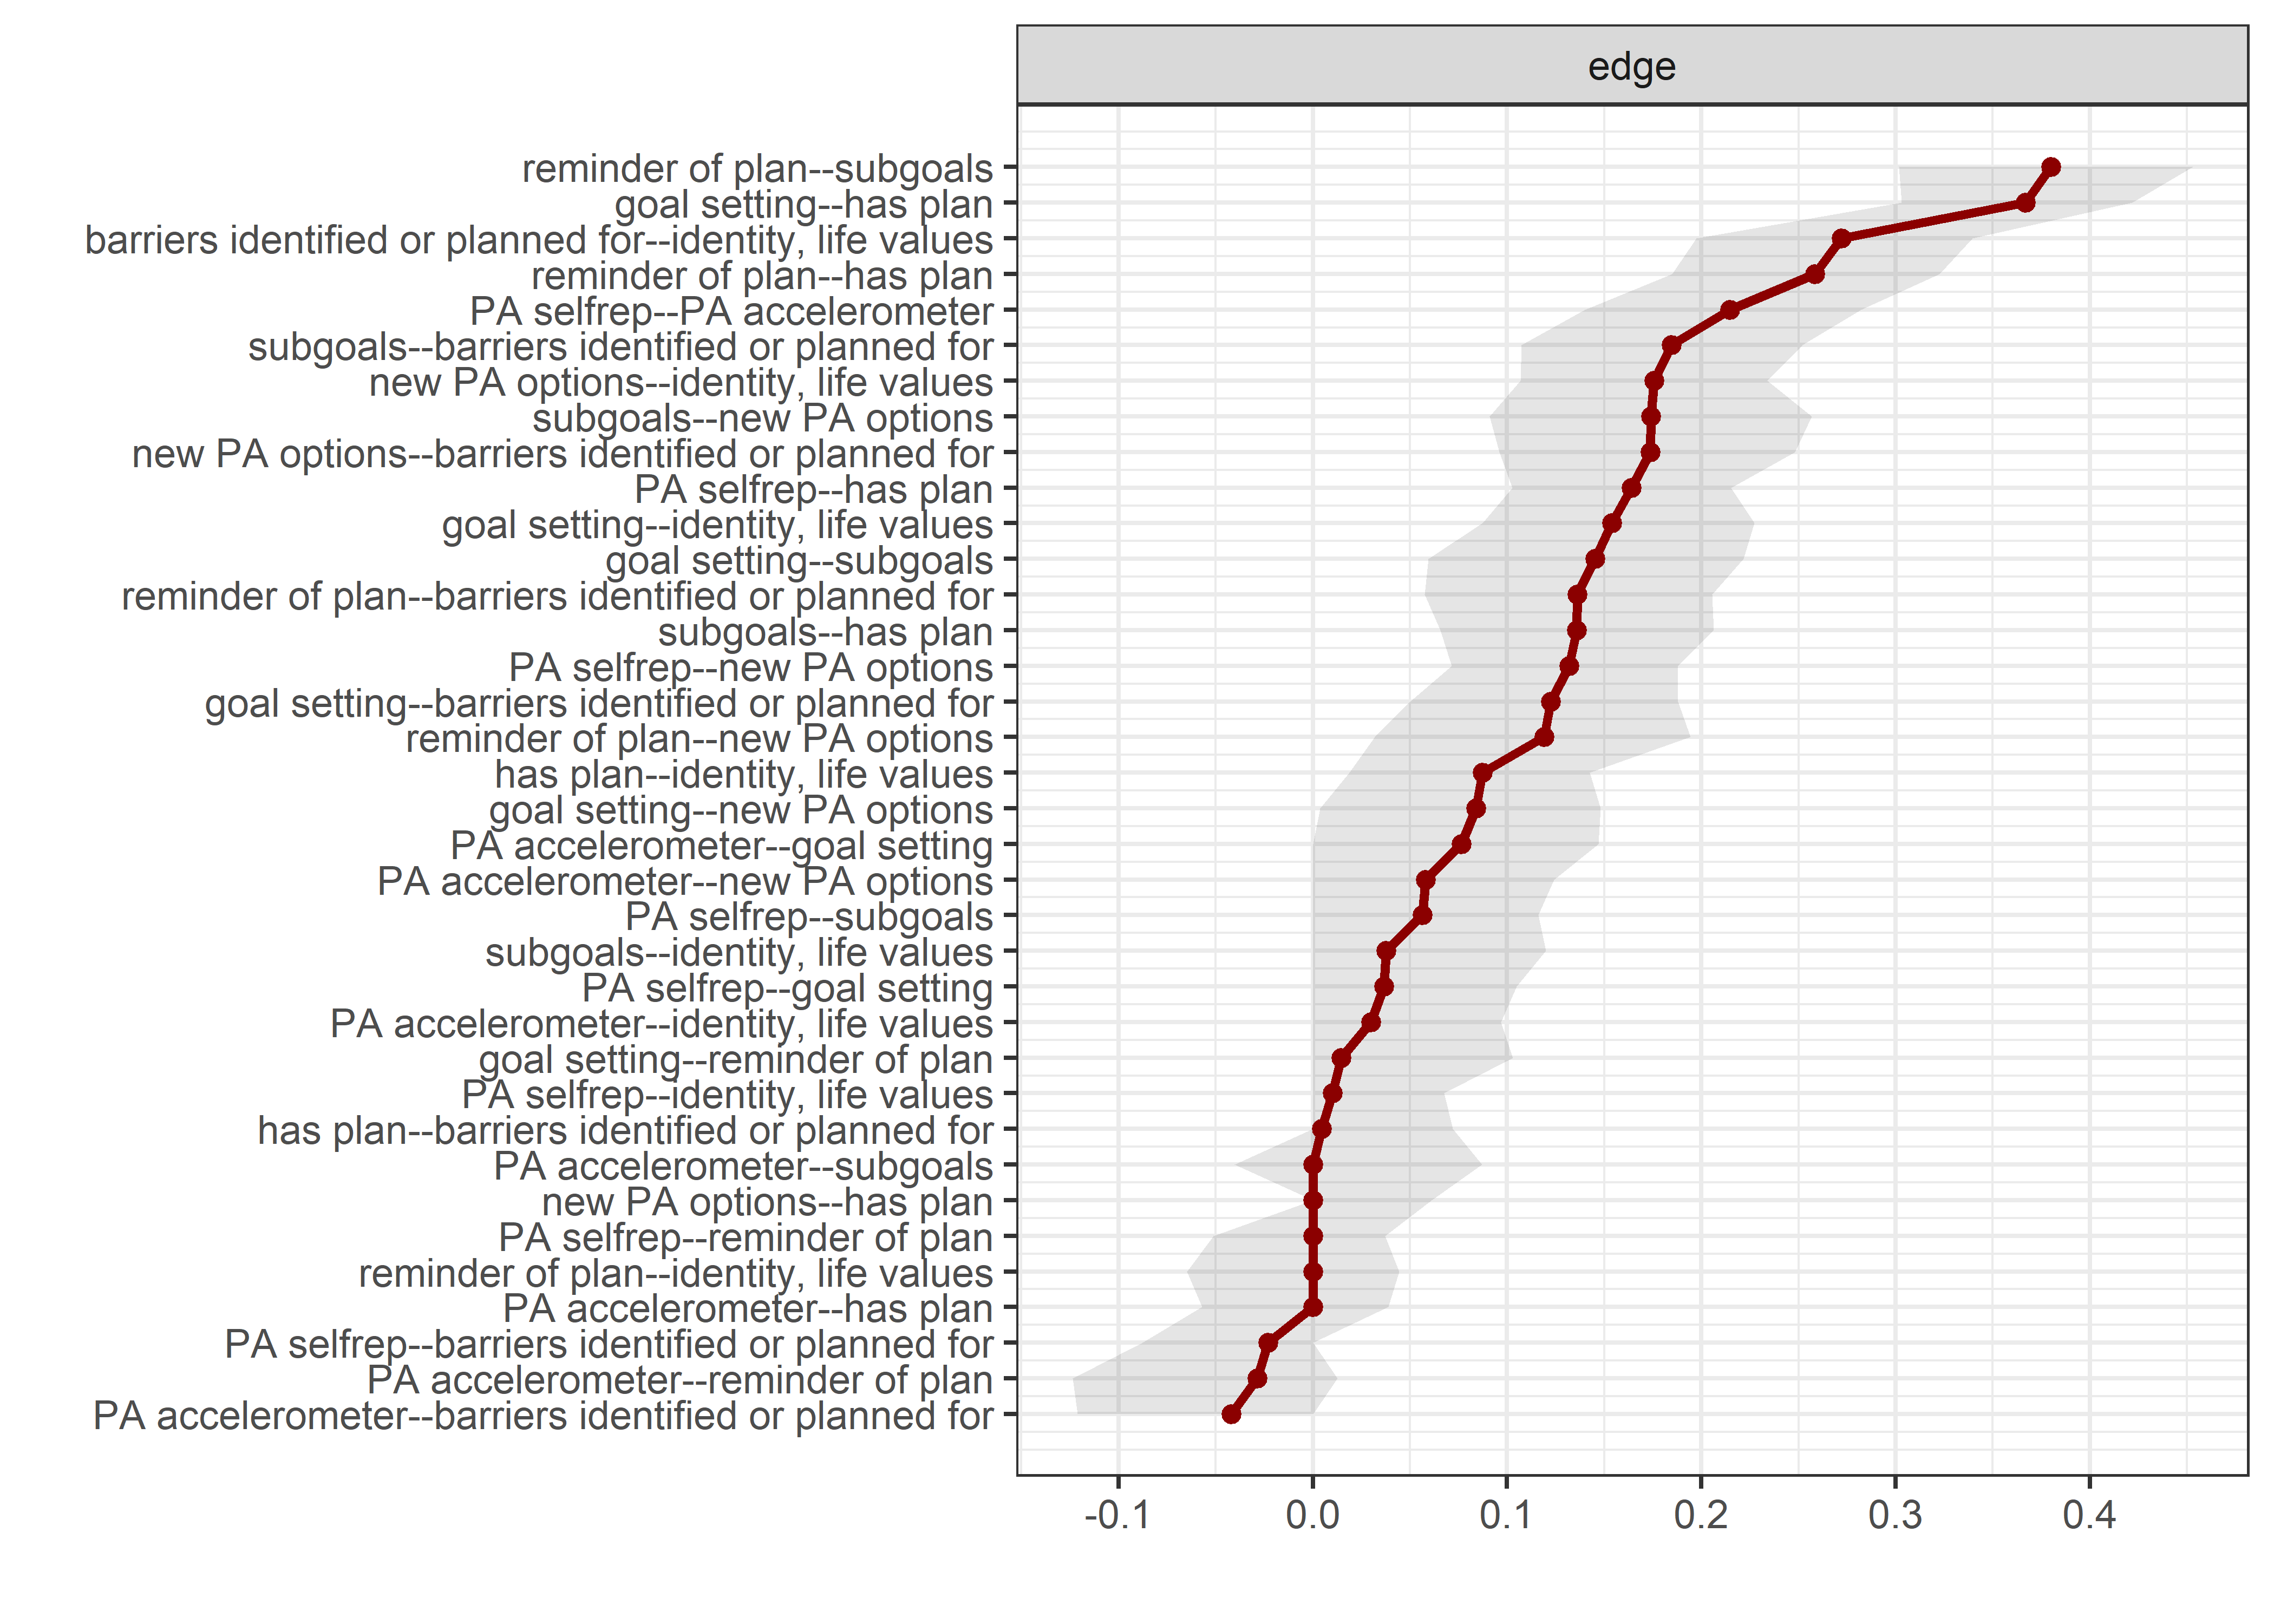 edge
reminder of plan--subgoals
goal setting--has plan
barriers identified or planned for--identity, life values
reminder of plan--has plan
PA selfrep--PA accelerometer
subgoals--barriers identified or planned for
new PA options--identity, life values
subgoals--new PA options
new PA options--barriers identified or planned for
PA selfrep--has plan
goal setting--identity, life values
goal setting--subgoals
reminder of plan--barriers identified or planned for
subgoals--has plan
PA selfrep--new PA options
goal setting--barriers identified or planned for
reminder of plan--new PA options
has plan--identity, life values
goal setting--new PA options
PA accelerometer--goal setting
PA accelerometer--new PA options
PA selfrep--subgoals
subgoals--identity, life values
PA selfrep--goal setting
PA accelerometer--identity, life values
goal setting--reminder of plan
PA selfrep--identity, life values
has plan--barriers identified or planned for
PA accelerometer--subgoals
new PA options--has plan
PA selfrep--reminder of plan
reminder of plan--identity, life values
PA accelerometer--has plan
PA selfrep--barriers identified or planned for
PA accelerometer--reminder of plan
PA accelerometer--barriers identified or planned for
-0.1 0.0 0.1 0.2 0.3 0.4